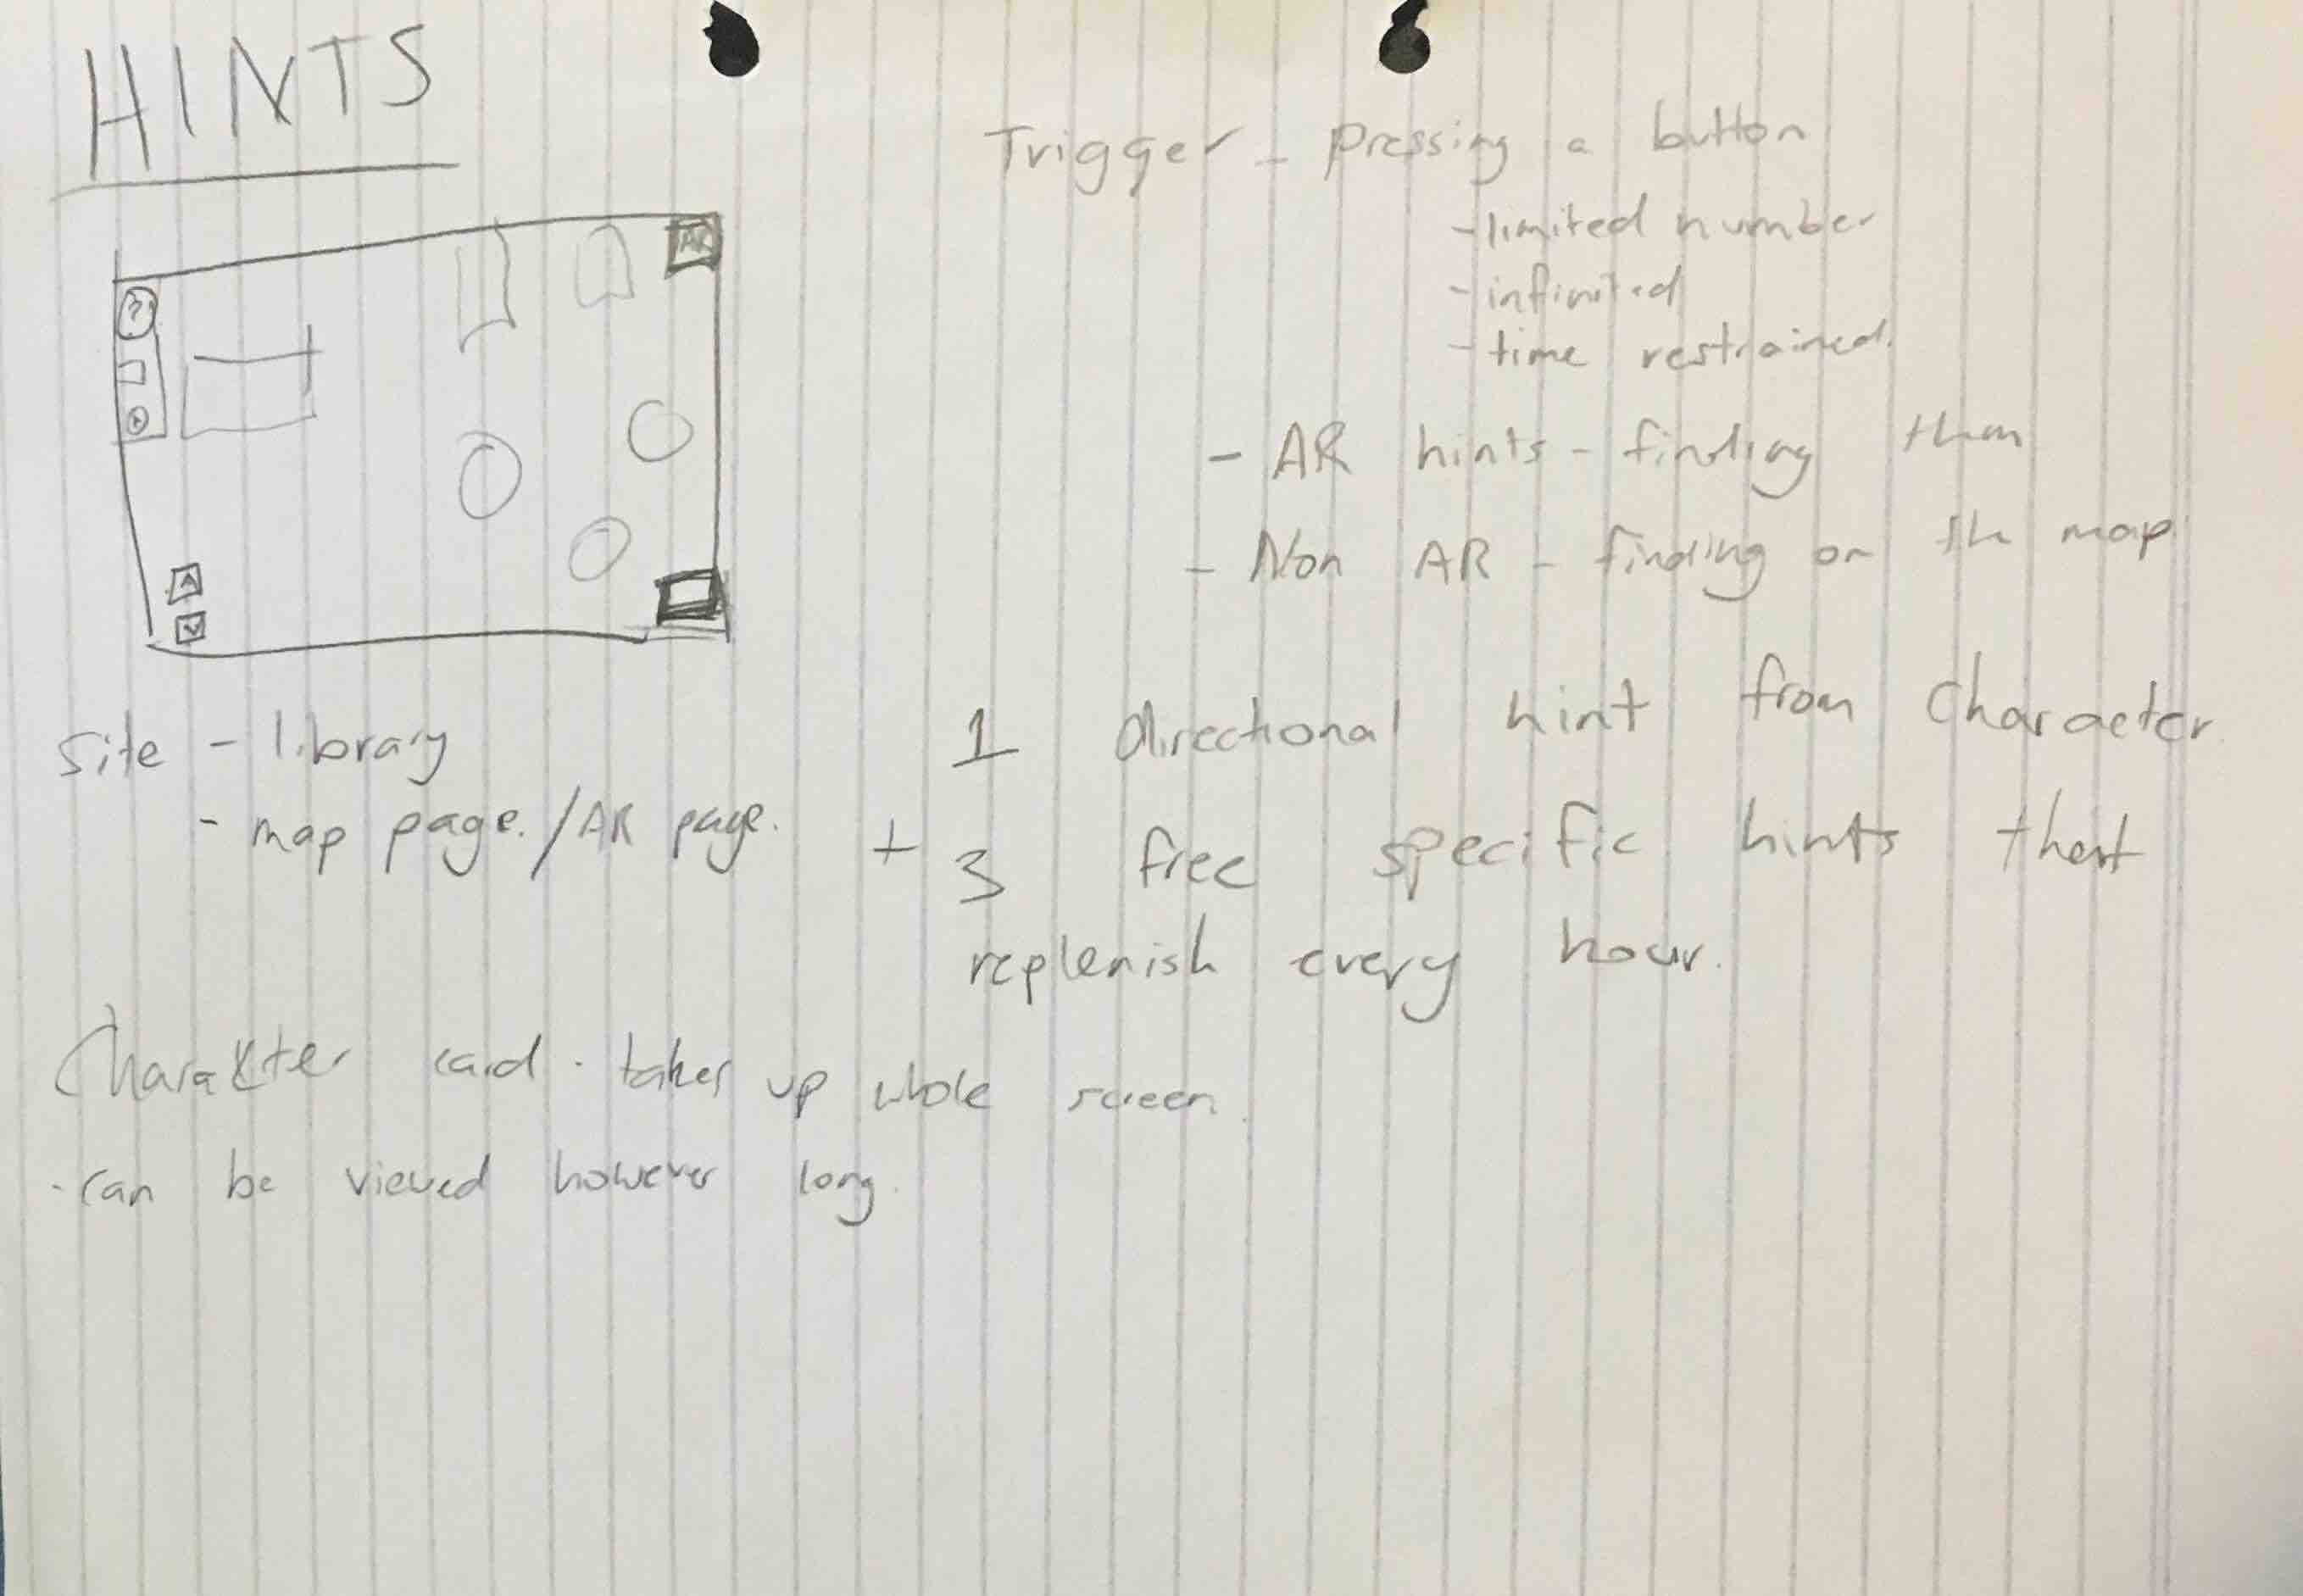 HINTS
AR
?
Trigger - pressing a button
- limited number
- infinited
- time restrained.
- AR hints - finding them
- Non AR - finding on the map
Site - library
- map page. / AR page.
1 directional hint from character
+ 3 free specific hints that
replenish every hour.
Charakter card - takes up whole screen.
- can be viewed however long.